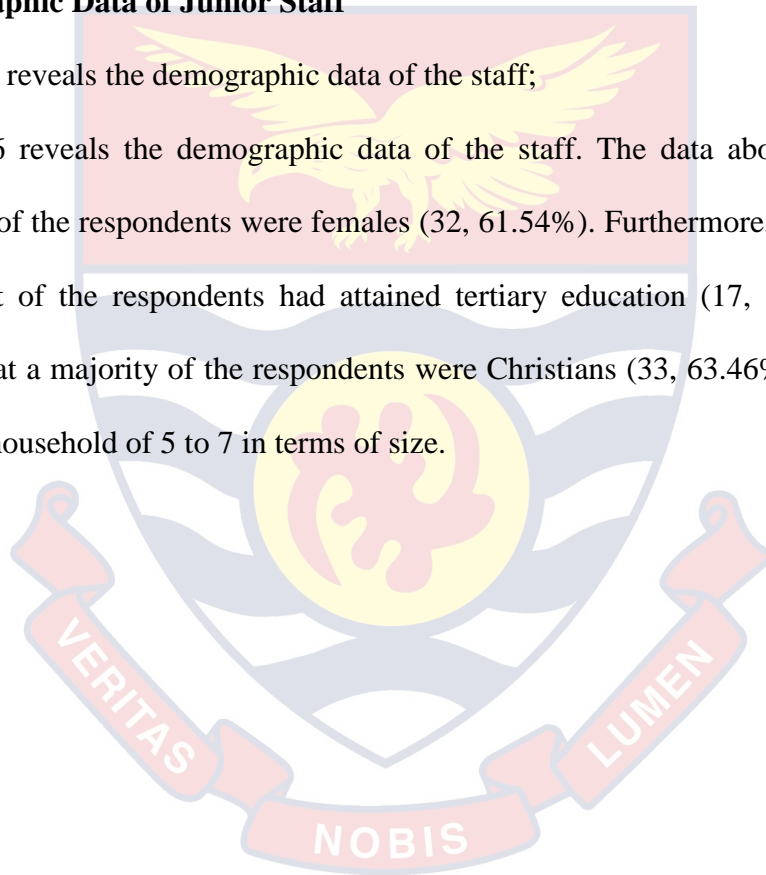 aphic Data of Junior Staff
reveals the demographic data of the staff;
6 reveals the demographic data of the staff. The data abo
of the respondents were females (32, 61.54%). Furthermore
t of the respondents had attained tertiary education (17,
at a majority of the respondents were Christians (33, 63.46%
household of 5 to 7 in terms of size.
VERITAS
NOBIS
LUMEN